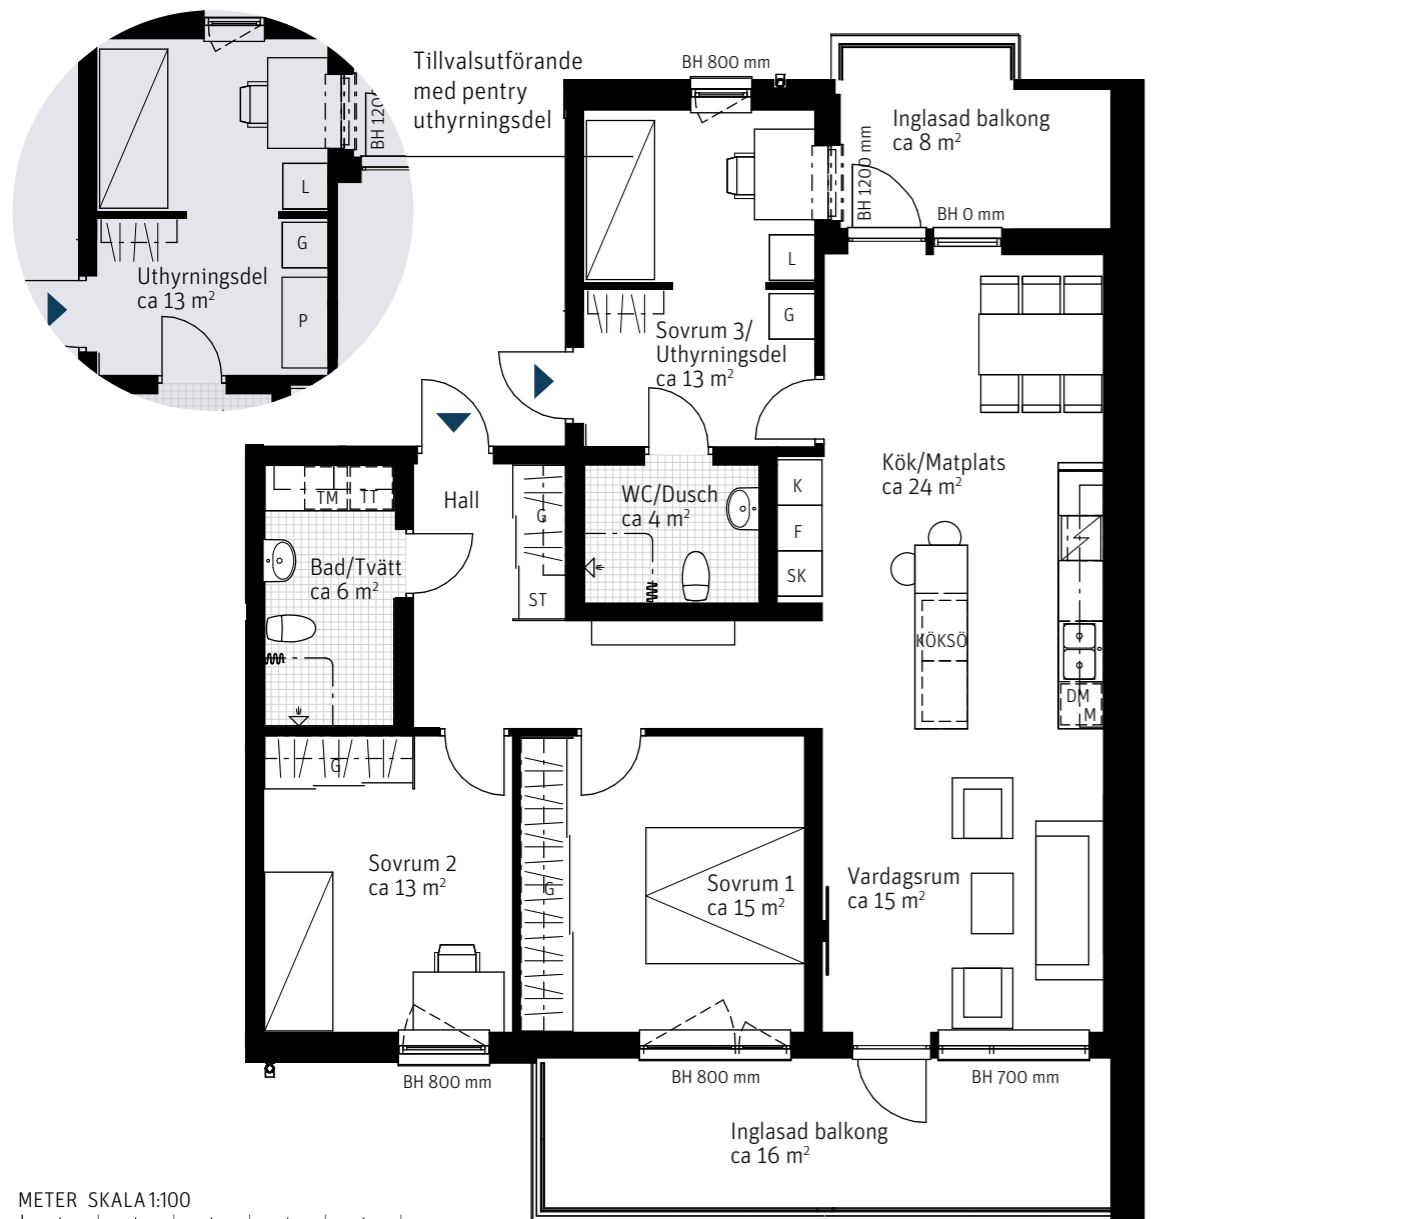 Tillvalsutförande
med pentry
uthyrningsdel
BH 800 mm
Inglasad balkong
ca 8 m²
BH 1200 mm
BH 0 mm
BH 120
L
G
P
Uthyrningsdel
ca 13 m²
L
G
Sovrum 3/
Uthyrningsdel
ca 13 m²
Kök/Matplats
ca 24 m²
K
F
SK
WC/Dusch
ca 4 m²
Hall
G
ST
TM
TT
Bad/Tvätt
ca 6 m²
KÖKSÖ
DM
M
G
G
Sovrum 2
ca 13 m²
Sovrum 1
ca 15 m²
Vardagsrum
ca 15 m²
BH 800 mm
BH 800 mm
BH 700 mm
Inglasad balkong
ca 16 m²
METER SKALA 1:100